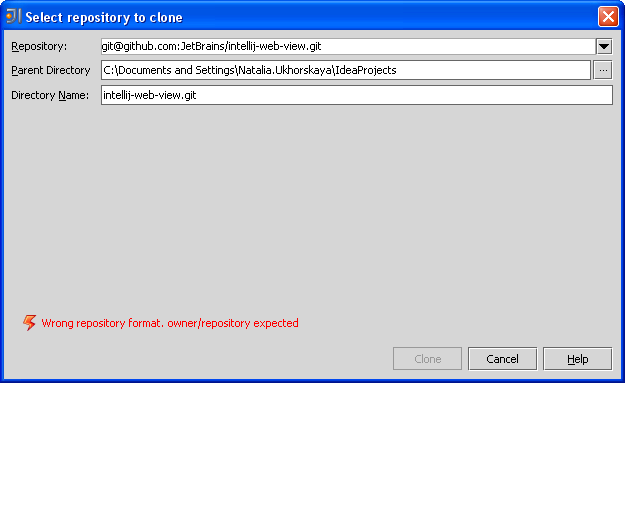 Select repository to clone
Repository: git@github.com:JetBrains/intellij-web-view.git
Parent Directory C:\Documents and Settings\Natalia.Ukhorskaya\IdeaProjects ...
Directory Name: intellij-web-view.git
Wrong repository format. owner/repository expected
Clone Cancel Help